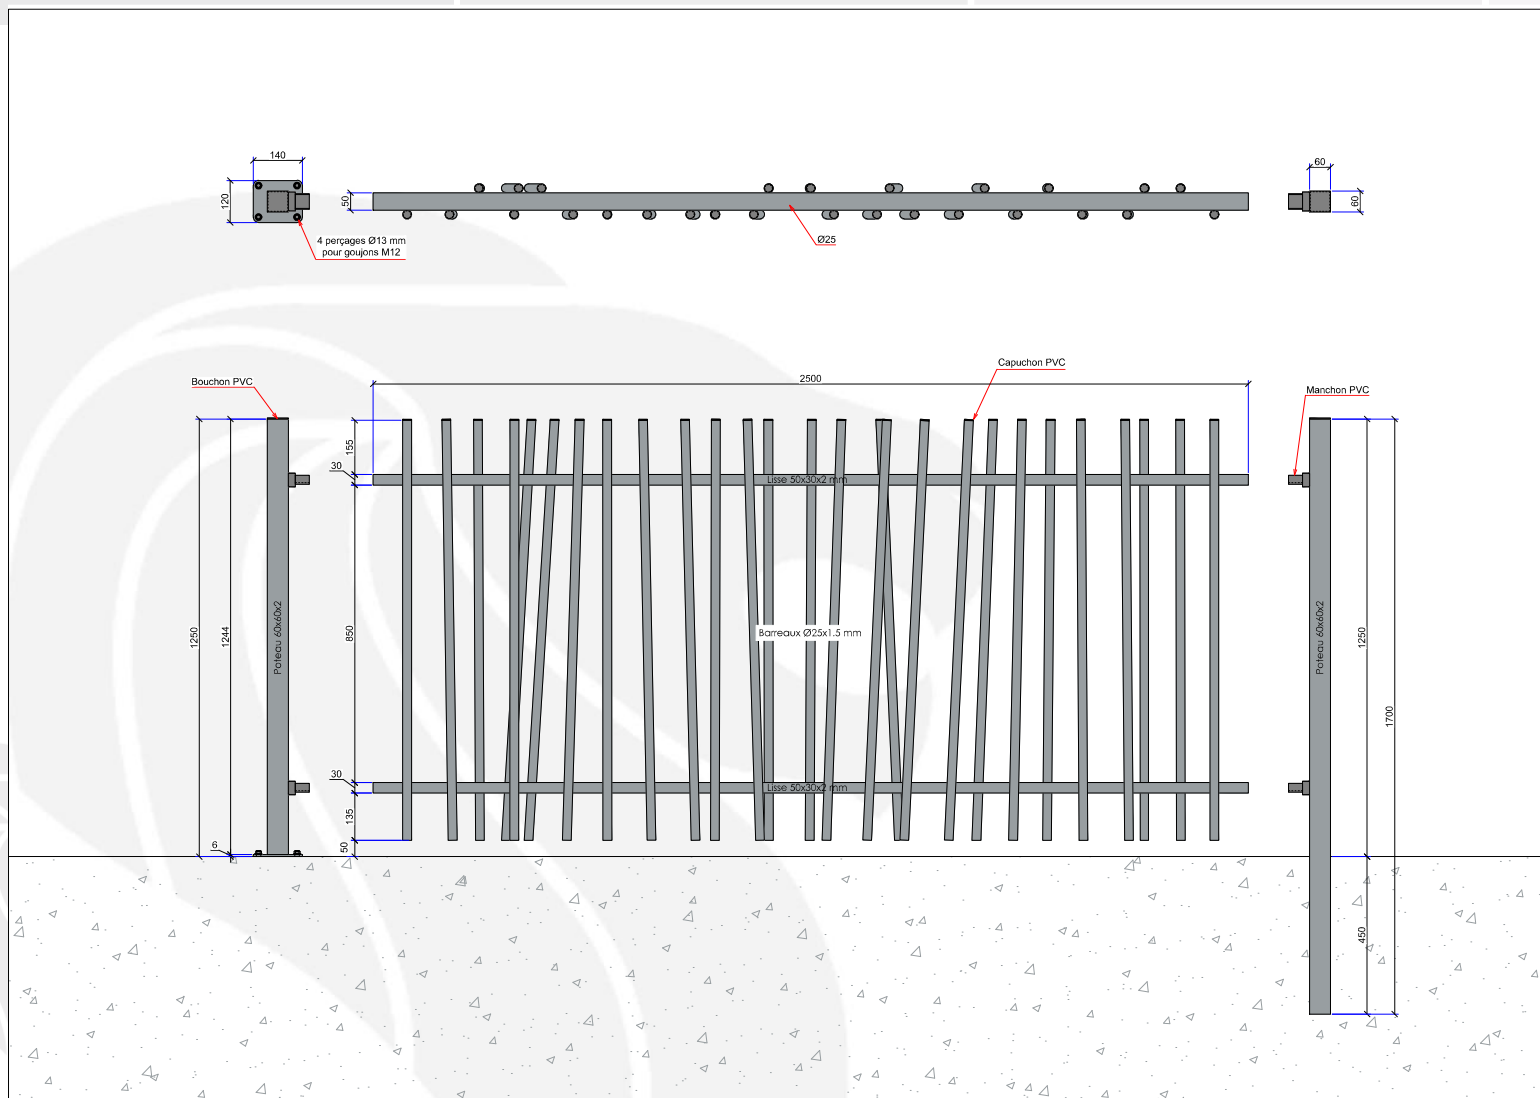 140
120
4 perçages Ø13 mm
pour goujons M12
50
Ø25
60
60
Bouchon PVC
2500
Capuchon PVC
Manchon PVC
155
30
Lisse 50x30x2 mm
1250
1244
Poteau 60x60x2
850
Barreaux Ø25x1.5 mm
Poteau 60x60x2
1250
1700
30
Lisse 50x30x2 mm
135
6
50
450